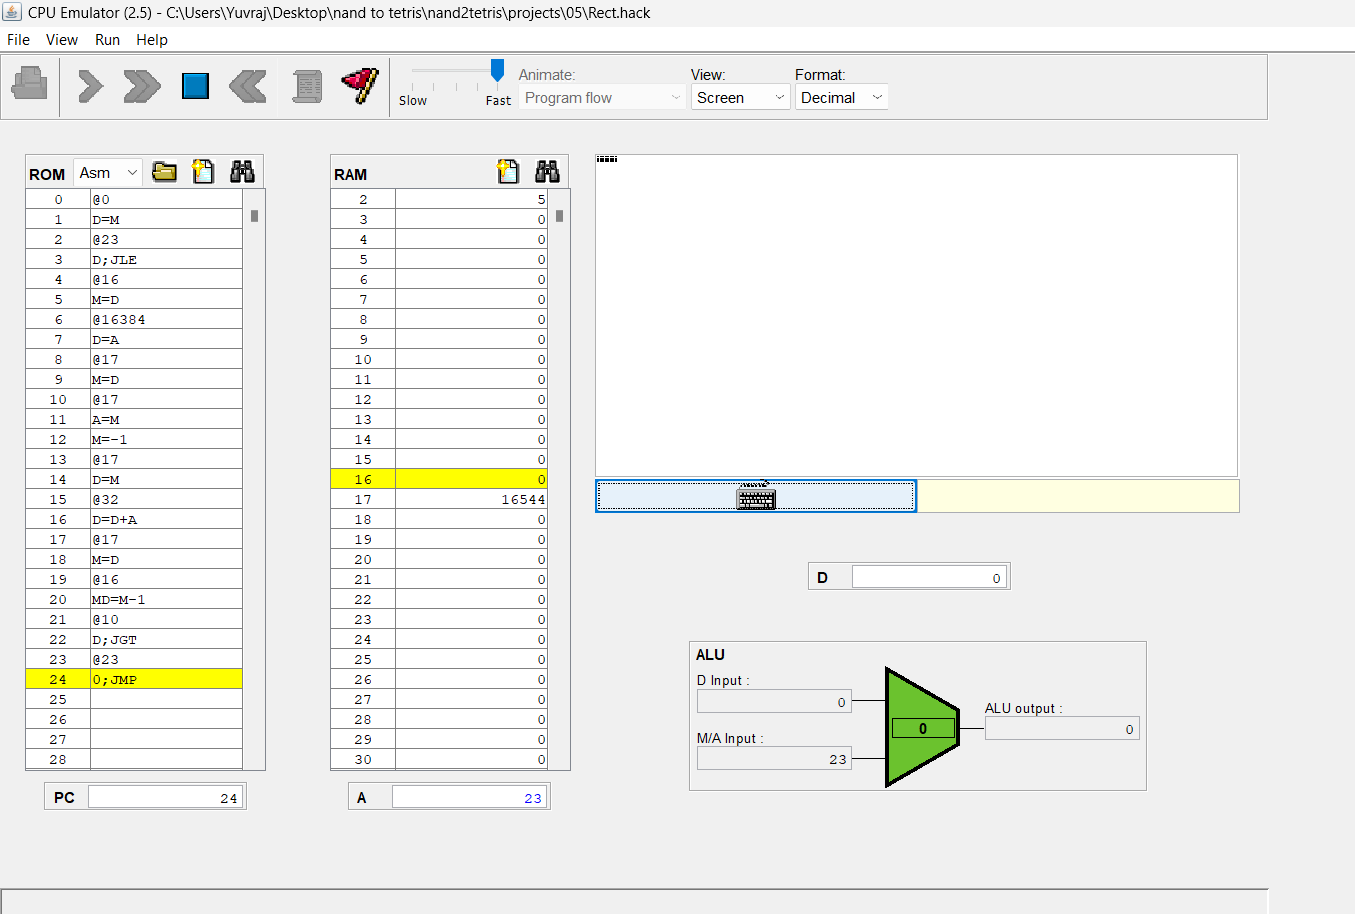 CPU Emulator (2.5) - C:\Users\Yuvraj\Desktop\nand to tetris\nand2tetris\projects\05\Rect.hack
File View Run Help
Slow Fast
Animate:
Program flow
View:
Screen
Format:
Decimal
ROM Asm
0 @0
1 D=M
2 @23
3 D;JLE
4 @16
5 M=D
6 @16384
7 D=A
8 @17
9 M=D
10 @17
11 A=M
12 M=-1
13 @17
14 D=M
15 @32
16 D=D+A
17 @17
18 M=D
19 @16
20 MD=M-1
21 @10
22 D;JGT
23 @23
24 0;JMP
25
26
27
28
PC 24
RAM
2 5
3 0
4 0
5 0
6 0
7 0
8 0
9 0
10 0
11 0
12 0
13 0
14 0
15 0
16 0
17 16544
18 0
19 0
20 0
21 0
22 0
23 0
24 0
25 0
26 0
27 0
28 0
29 0
30 0
A 23
D 0
ALU
D Input :
0
M/A Input :
23
0
ALU output :
0